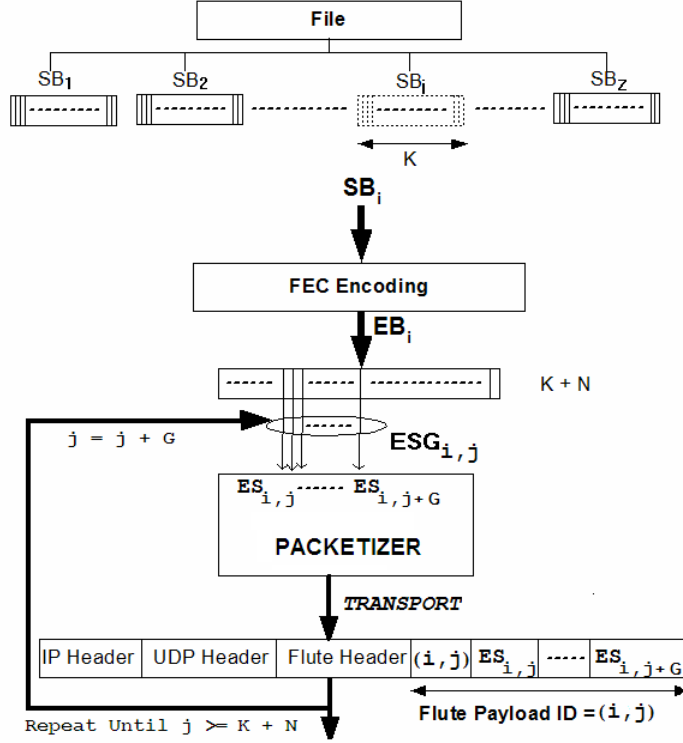 File
SB1 SB2 SBi SBZ
K
SBi
FEC Encoding
EBi
K + N
j = j + G
ESGi,j
ESi,j ESi,j+G
PACKETIZER
TRANSPORT
IP Header UDP Header Flute Header (i,j) ESi,j ESi,j+G
Repeat Until j >= K + N
Flute Payload ID = (i,j)